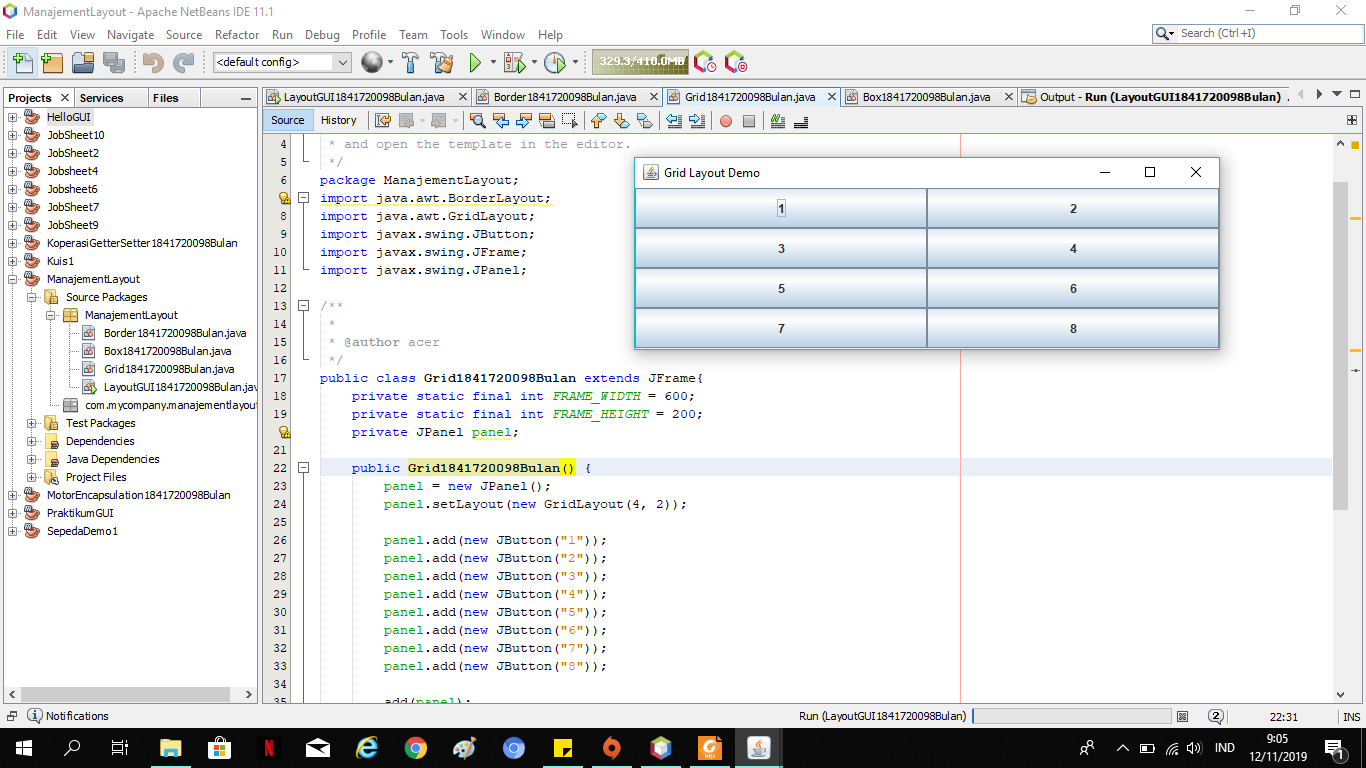 ManajementLayout - Apache NetBeans IDE 11.1
File Edit View Navigate Source Refactor Run Debug Profile Team Tools Window Help
Search (Ctrl+I)
<default config>
329.3/410.0MB
Projects Services Files
LayoutGUI1841720098Bulan.java Border1841720098Bulan.java Grid1841720098Bulan.java Box1841720098Bulan.java Output - Run (LayoutGUI1841720098Bulan)
Source History
HelloGUI
JobSheet10
JobSheet2
Jobsheet4
Jobsheet6
JobSheet7
JobSheet9
KoperasiGetterSetter1841720098Bulan
Kuis1
ManajementLayout
Source Packages
ManajementLayout
Border1841720098Bulan.java
Box1841720098Bulan.java
Grid1841720098Bulan.java
LayoutGUI1841720098Bulan.jav
com.mycompany.manajementlayout
Test Packages
Dependencies
Java Dependencies
Project Files
MotorEncapsulation1841720098Bulan
PraktikumGUI
SepedaDemo1
4 * and open the template in the editor.
5 */
6 package ManajementLayout;
import java.awt.BorderLayout;
8 import java.awt.GridLayout;
9 import javax.swing.JButton;
10 import javax.swing.JFrame;
11 import javax.swing.JPanel;
12
13 /**
14 *
15 * @author acer
16 */
17 public class Grid1841720098Bulan extends JFrame{
18 private static final int FRAME_WIDTH = 600;
19 private static final int FRAME_HEIGHT = 200;
private JPanel panel;
21
22 public Grid1841720098Bulan() {
23 panel = new JPanel();
24 panel.setLayout(new GridLayout(4, 2));
25
26 panel.add(new JButton("1"));
27 panel.add(new JButton("2"));
28 panel.add(new JButton("3"));
29 panel.add(new JButton("4"));
30 panel.add(new JButton("5"));
31 panel.add(new JButton("6"));
32 panel.add(new JButton("7"));
33 panel.add(new JButton("8"));
34
35 add(panel);
Grid Layout Demo
1 2
3 4
5 6
7 8
Notifications
Run (LayoutGUI1841720098Bulan)
2
22:31
INS
IND
9:05
12/11/2019
1